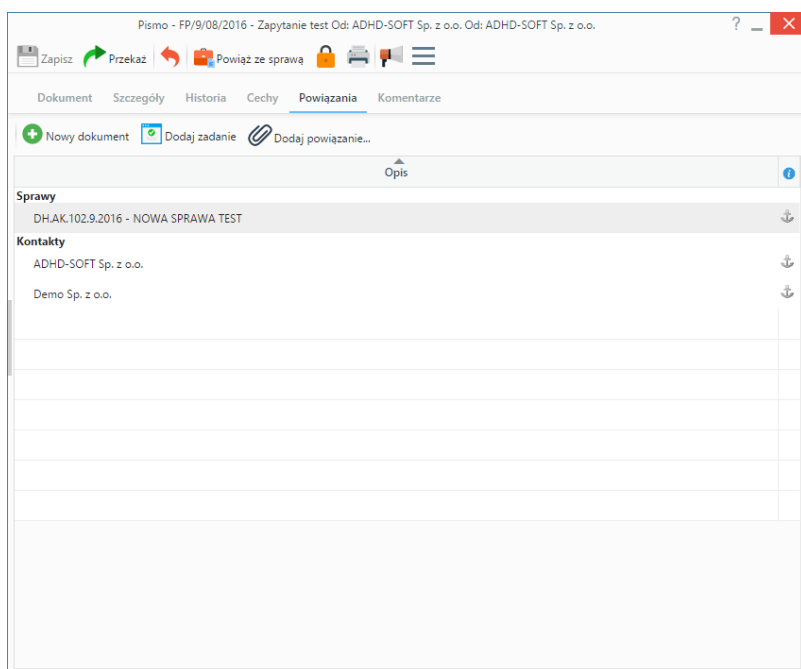 Pismo - FP/9/08/2016 - Zapytanie test Od: ADHD-SOFT Sp. z o.o. Od: ADHD-SOFT Sp. z o.o. ?
Zapisz Przekaż Powiąż ze sprawą
Dokument Szczegóły Historia Cechy Powiązania Komentarze
Nowy dokument Dodaj zadanie Dodaj powiązanie...
Opis
Sprawy
DH.AK.102.9.2016 - NOWA SPRAWA TEST
Kontakty
ADHD-SOFT Sp. z o.o.
Demo Sp. z o.o.